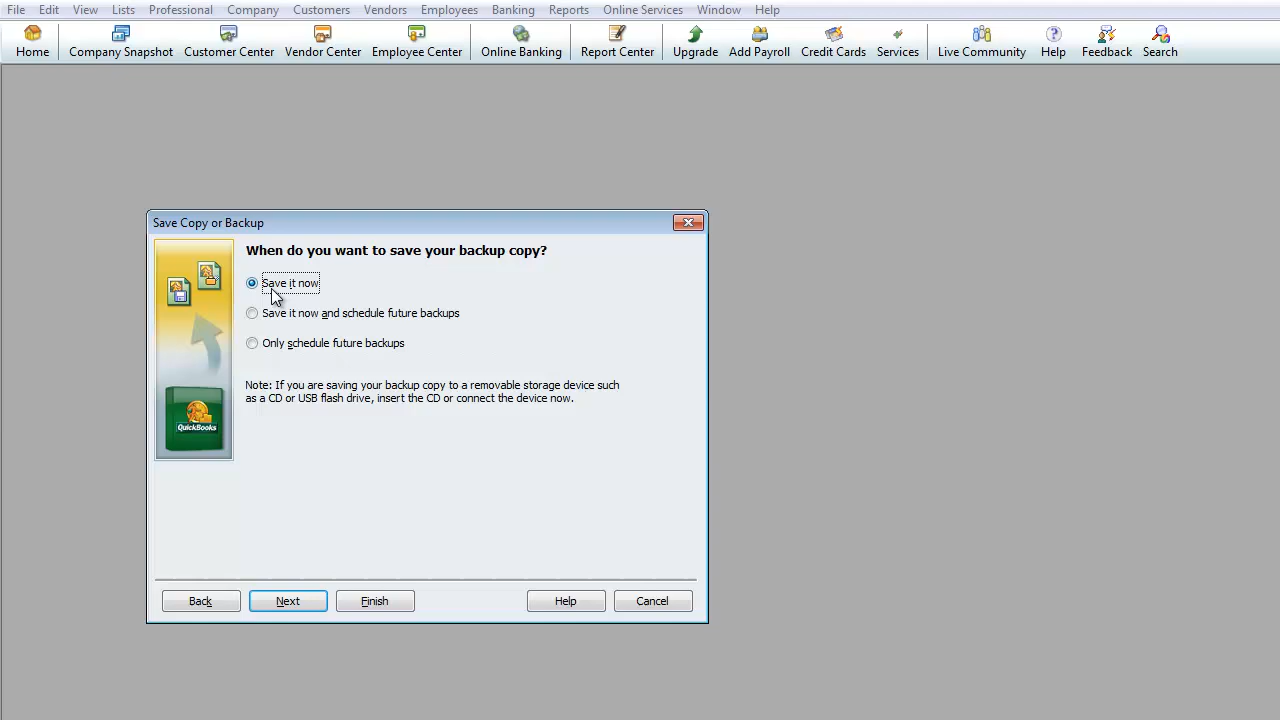 File Edit View Lists Professional Company Customers Vendors Employees Banking Reports Online Services Window Help
Home Company Snapshot Customer Center Vendor Center Employee Center Online Banking Report Center Upgrade Add Payroll Credit Cards Services Live Community Help Feedback Search
Save Copy or Backup
When do you want to save your backup copy?
Save it now
Save it now and schedule future backups
Only schedule future backups
Note: If you are saving your backup copy to a removable storage device such
as a CD or USB flash drive, insert the CD or connect the device now.
QuickBooks
Back Next Finish Help Cancel